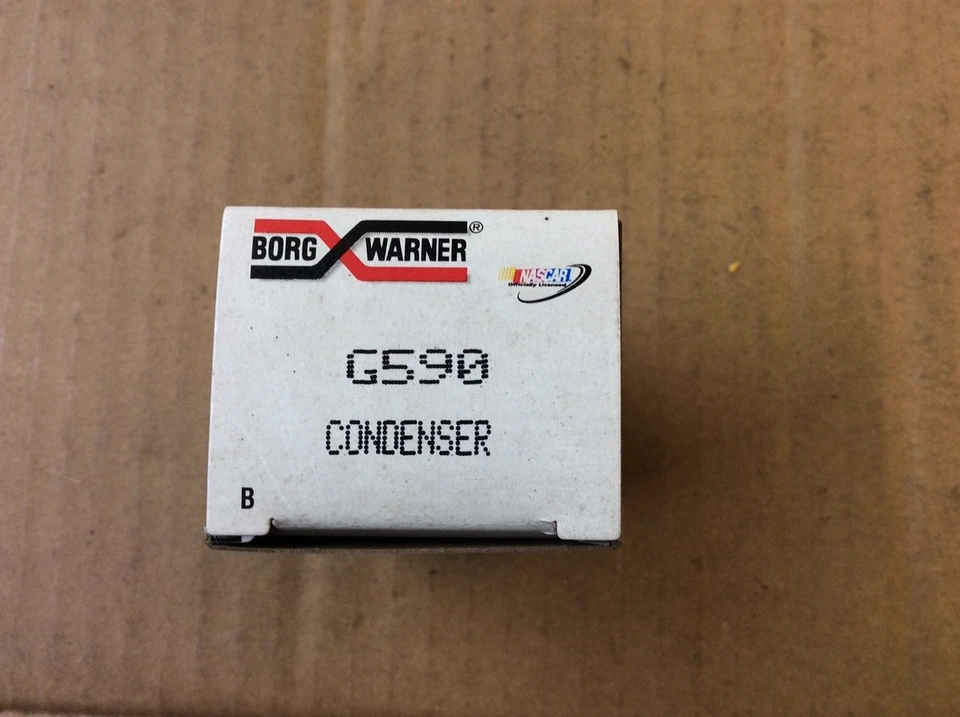 BORG WARNER ®
NASCAR
Officially Licensed
G590
CONDENSER
B